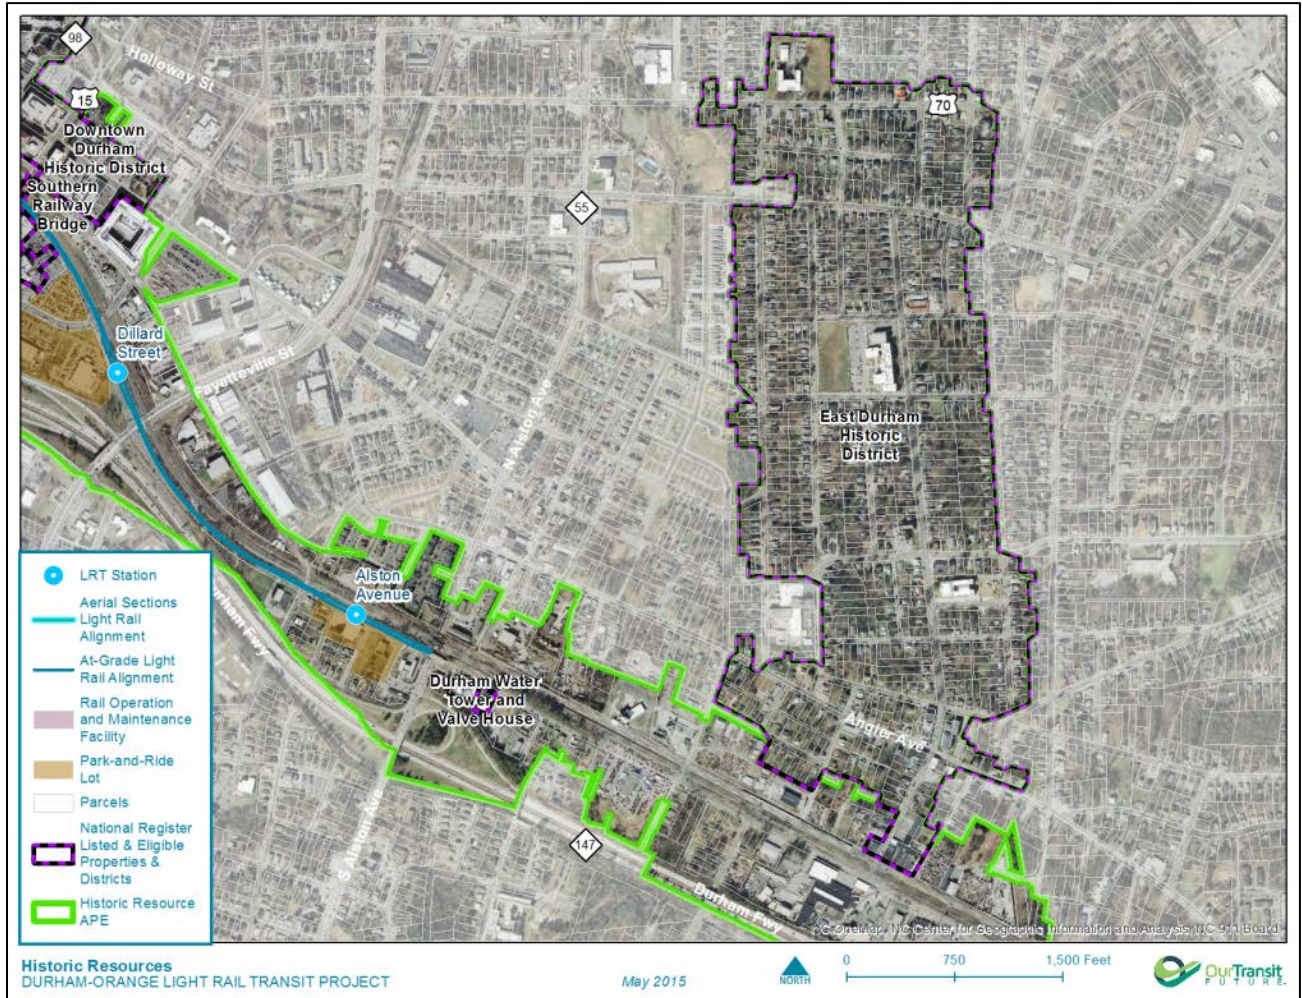 98
Holloway St
15
70
Downtown
Durham
Historic District
Southern
Railway
Bridge
55
Dillard
Street
Fayetteville St
N Alston Ave
East Durham
Historic
District
Alston
Avenue
Durham Water
Tower and
Valve House
Angier Ave
S Alston Ave
147
Durham Fwy
LRT Station
Aerial Sections
Light Rail
Alignment
At-Grade Light
Rail Alignment
Rail Operation
and Maintenance
Facility
Park-and-Ride
Lot
Parcels
National Register
Listed & Eligible
Properties &
Districts
Historic Resource
APE
NC OneMap, NC Center for Geographic Information and Analysis, NC 911 Board
Historic Resources
DURHAM-ORANGE LIGHT RAIL TRANSIT PROJECT
May 2015
NORTH
0 750 1,500 Feet
OurTransit
FUTURE